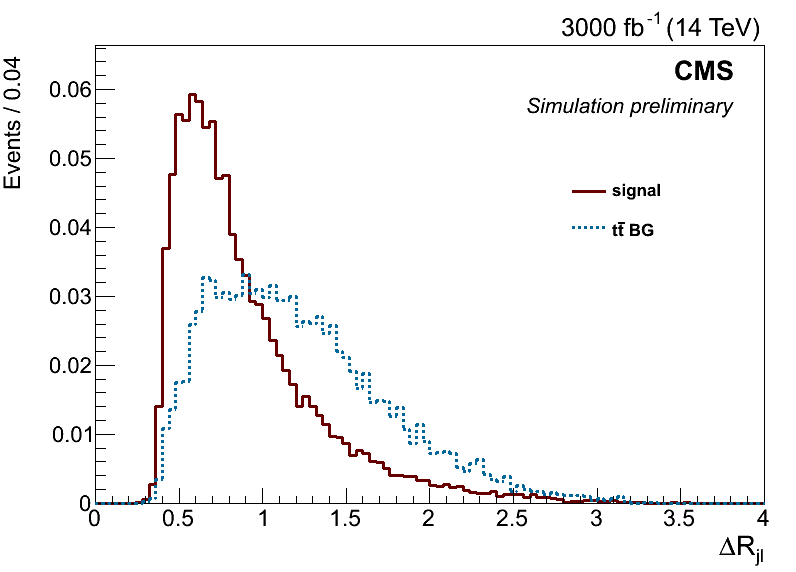 3000 fb⁻¹ (14 TeV)
Events / 0.04
CMS
Simulation preliminary
signal
tt̄ BG
0.06
0.05
0.04
0.03
0.02
0.01
0
0 0.5 1 1.5 2 2.5 3 3.5 4
ΔR_jl